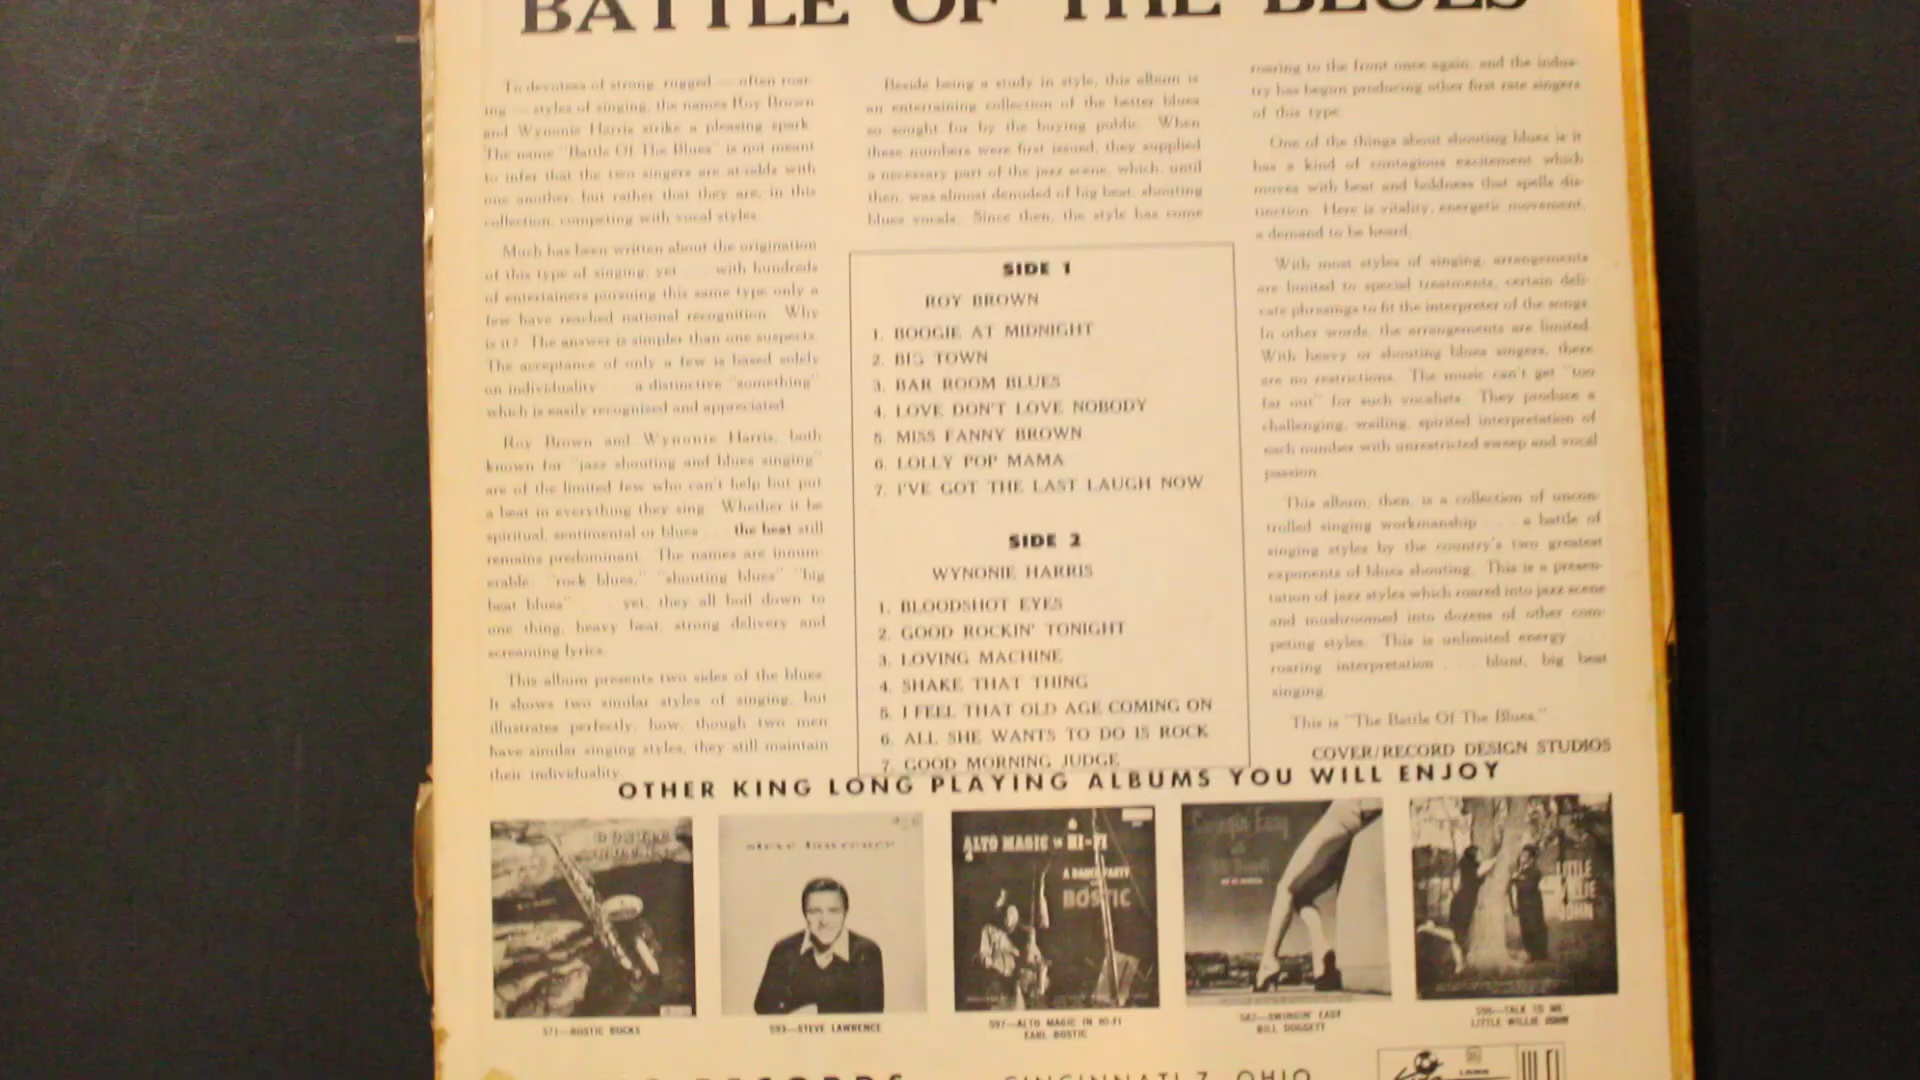 BATTLE OF THE BLUES
To devotees of strong rugged — often roar-
ing — styles of singing, the names Roy Brown
and Wynonie Harris strike a pleasing spark.
The name "Battle Of The Blues" is not meant
to infer that the two singers are at odds with
one another, but rather that they are, in this
collection, competing with vocal styles.
Much has been written about the origination
of this type of singing, yet . . . with hundreds
of entertainers pursuing this same type only a
few have reached national recognition. Why
is it? The answer is simpler than one suspects.
The acceptance of only a few is based solely
on individuality . . . a distinctive "something"
which is easily recognized and appreciated.
Roy Brown and Wynonie Harris, both
known for "jazz shouting and blues singing"
are of the limited few who can't help but put
a beat in everything they sing. Whether it be
spiritual, sentimental or blues . . . the beat still
remains predominant. The names are innum-
erable: "rock blues," "shouting blues" "big
beat blues" . . . yet, they all boil down to
one thing, heavy beat, strong delivery and
screaming lyrics.
This album presents two sides of the blues.
It shows two similar styles of singing, but
illustrates perfectly, how, though two men
have similar singing styles, they still maintain
their individuality.
Beside being a study in style, this album is
an entertaining collection of the better blues
so sought for by the buying public. When
these numbers were first issued, they supplied
a necessary part of the jazz scene, which, until
then, was almost denuded of big beat, shouting
blues vocals. Since then, the style has come
SIDE 1
ROY BROWN
1. BOOGIE AT MIDNIGHT
2. BIG TOWN
3. BAR ROOM BLUES
4. LOVE DON'T LOVE NOBODY
5. MISS FANNY BROWN
6. LOLLY POP MAMA
7. I'VE GOT THE LAST LAUGH NOW
SIDE 2
WYNONIE HARRIS
1. BLOODSHOT EYES
2. GOOD ROCKIN' TONIGHT
3. LOVING MACHINE
4. SHAKE THAT THING
5. I FEEL THAT OLD AGE COMING ON
6. ALL SHE WANTS TO DO IS ROCK
7. GOOD MORNING JUDGE
roaring to the front once again, and the indus-
try has begun producing other first rate singers
of this type.
One of the things about shouting blues is it
has a kind of contagious excitement which
moves with beat and boldness that spells dis-
tinction. Here is vitality, energetic movement,
a demand to be heard.
With most styles of singing, arrangements
are limited to special treatments, certain deli-
cate phrasings to fit the interpreter of the songs.
In other words, the arrangements are limited.
With heavy or shouting blues singers, there
are no restrictions. The music can't get "too
far out" for such vocalists. They produce a
challenging, wailing, spirited interpretation of
each number with unrestricted sweep and vocal
passion.
This album, then, is a collection of uncon-
trolled singing workmanship . . . a battle of
singing styles by the country's two greatest
exponents of blues shouting. This is a presen-
tation of jazz styles which roared into jazz scene
and mushroomed into dozens of other com-
peting styles. This is unlimited energy . . .
roaring interpretation . . . blunt, big beat
singing.
This is "The Battle Of The Blues."
COVER/RECORD DESIGN STUDIOS
OTHER KING LONG PLAYING ALBUMS YOU WILL ENJOY
steve lawrence
ALTO MAGIC IN HI-FI
A DANCE PARTY
BOSTIC
Swingin' Easy
LITTLE
WILLIE
JOHN
571—BOSTIC ROCKS
593—STEVE LAWRENCE
597—ALTO MAGIC IN HI-FI
EARL BOSTIC
582—SWINGIN' EASY
BILL DOGGETT
596—TALK TO ME
LITTLE WILLIE JOHN
RECORDS CINCINNATI 7, OHIO
HI-FI